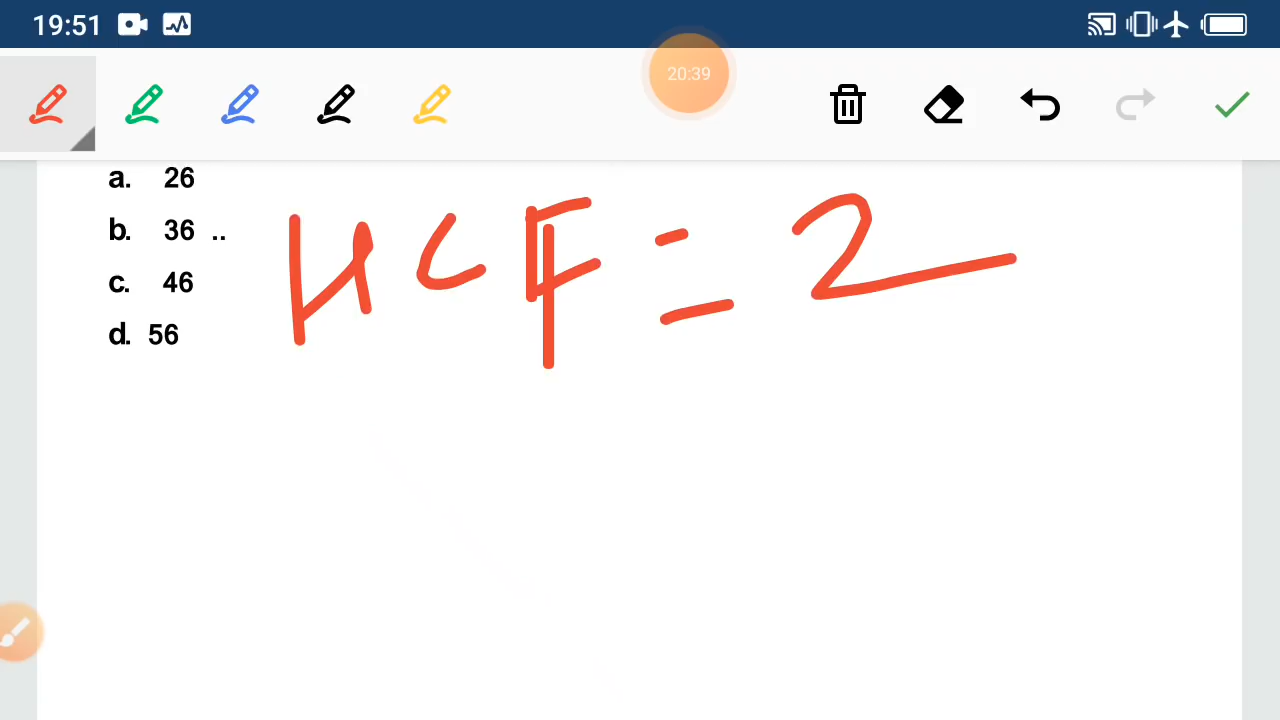 19:51
20:39
a. 26
b. 36 ..
c. 46
d. 56
HCF = 2